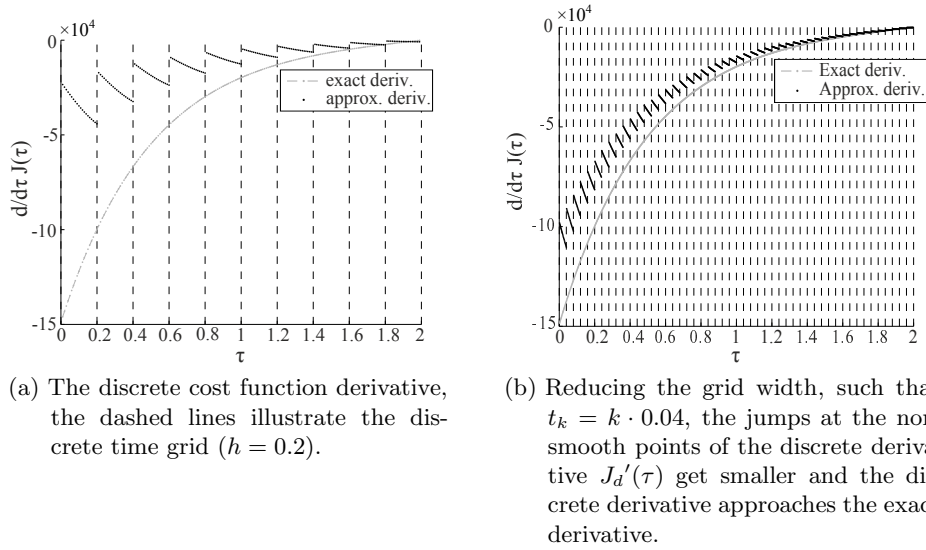 ×10⁴
0
-5
-10
-15
d/dτ J(τ)
exact deriv.
approx. deriv.
0 0.2 0.4 0.6 0.8 1 1.2 1.4 1.6 1.8 2
τ
(a) The discrete cost function derivative,
the dashed lines illustrate the dis-
crete time grid (h = 0.2).
×10⁴
0
-5
-10
-15
d/dτ J(τ)
Exact deriv.
Approx. deriv.
0 0.2 0.4 0.6 0.8 1 1.2 1.4 1.6 1.8 2
τ
(b) Reducing the grid width, such tha
t_k = k · 0.04, the jumps at the non
smooth points of the discrete deriva
tive J_d′(τ) get smaller and the di
crete derivative approaches the exac
derivative.